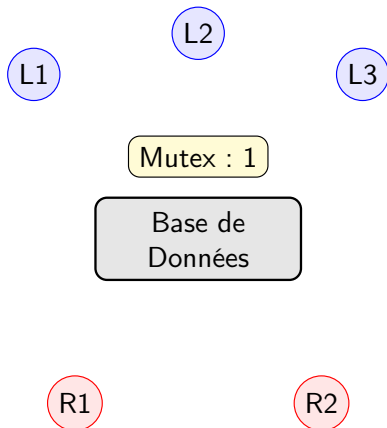 L2
L1
L3
Mutex : 1
Base de
Données
R1
R2